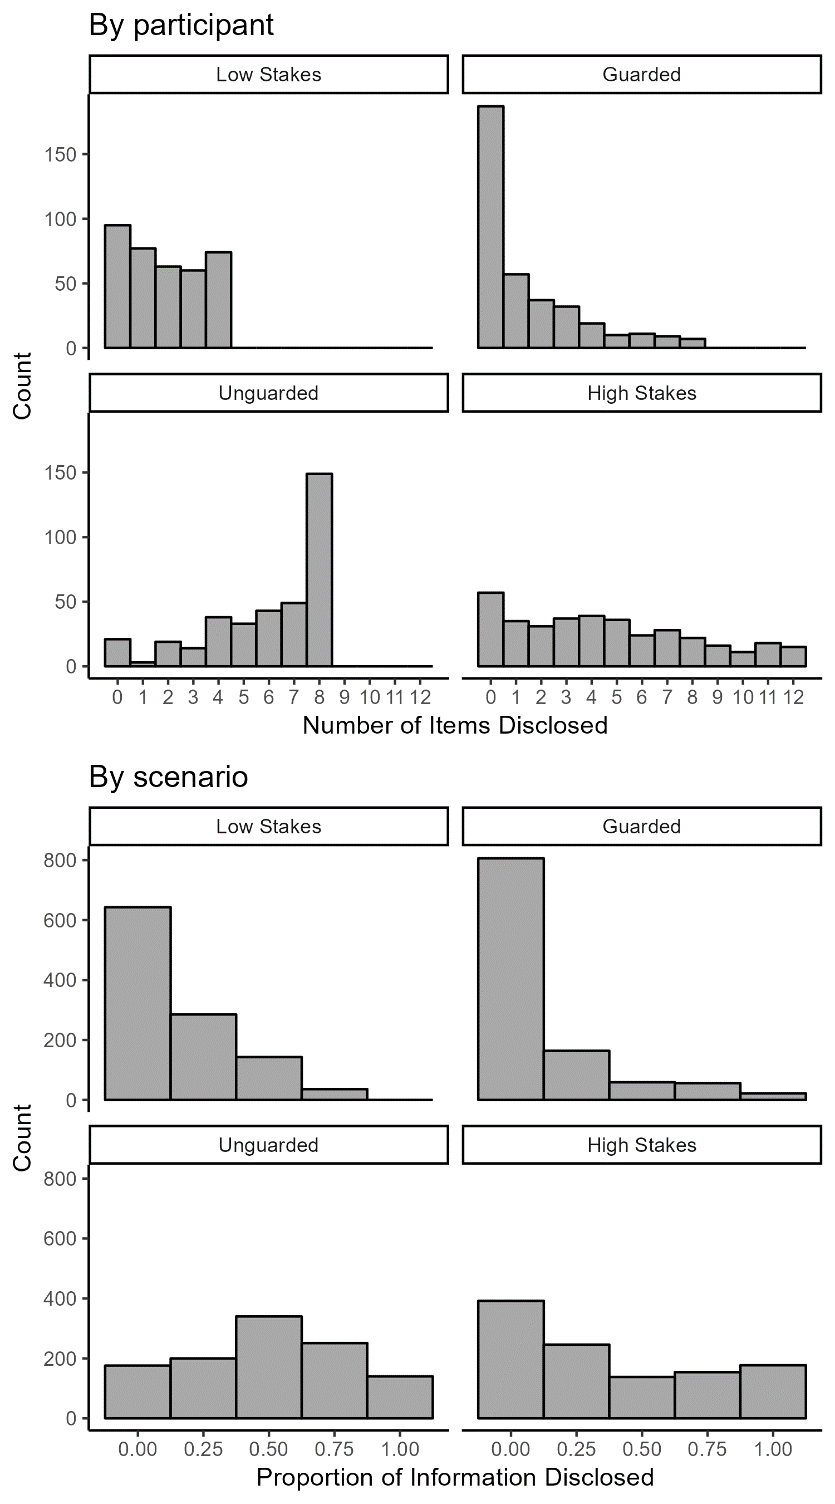 By participant
Low Stakes
Guarded
150
100
50
0
Count
Unguarded
High Stakes
150
100
50
0
0 1 2 3 4 5 6 7 8 9 10 11 12
0 1 2 3 4 5 6 7 8 9 10 11 12
Number of Items Disclosed
By scenario
Low Stakes
Guarded
800
600
400
200
0
Count
Unguarded
High Stakes
800
600
400
200
0
0.00 0.25 0.50 0.75 1.00
0.00 0.25 0.50 0.75 1.00
Proportion of Information Disclosed